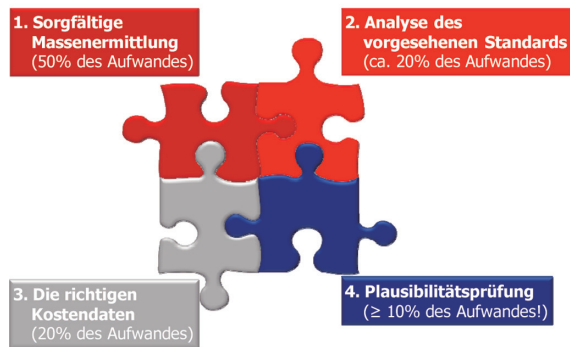 1. Sorgfältige
Massenermittlung
(50% des Aufwandes)
2. Analyse des
vorgesehenen Standards
(ca. 20% des Aufwandes)
3. Die richtigen
Kostendaten
(20% des Aufwandes)
4. Plausibilitätsprüfung
(≥ 10% des Aufwandes!)